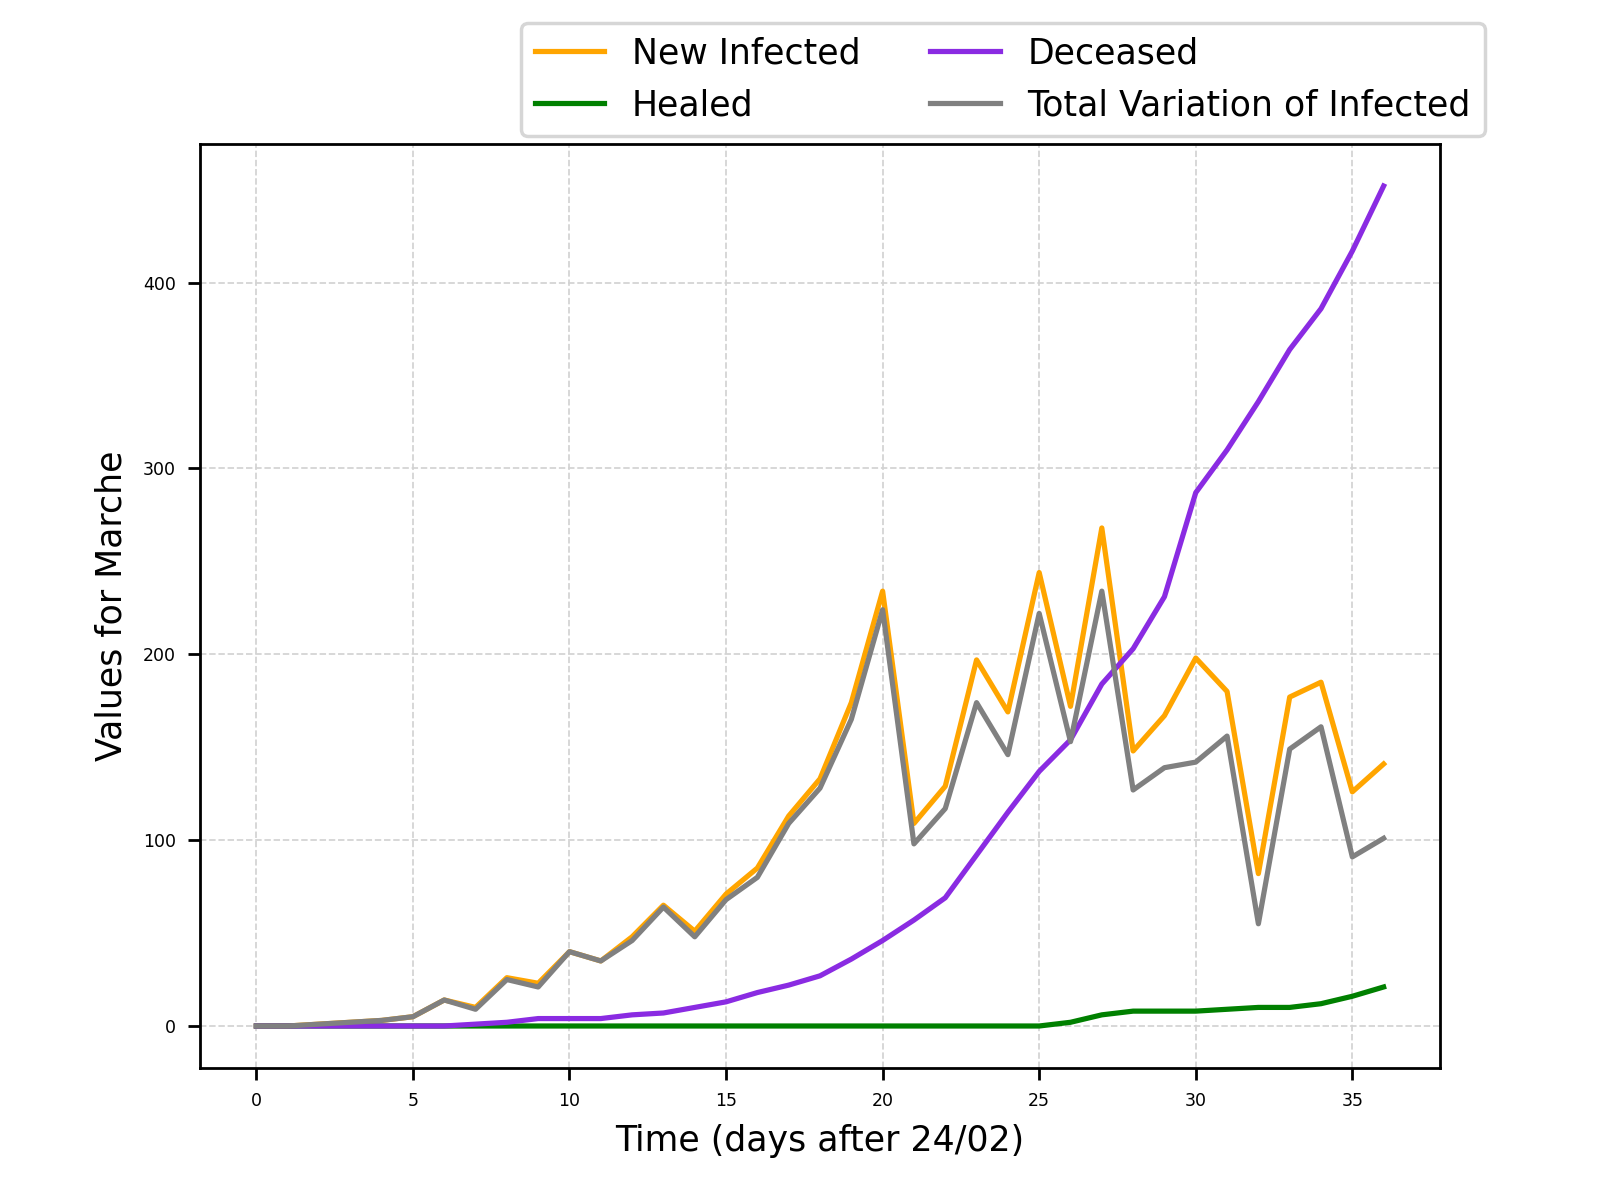 New Infected
Healed
Deceased
Total Variation of Infected
Values for Marche
400
300
200
100
0
0 5 10 15 20 25 30 35
Time (days after 24/02)